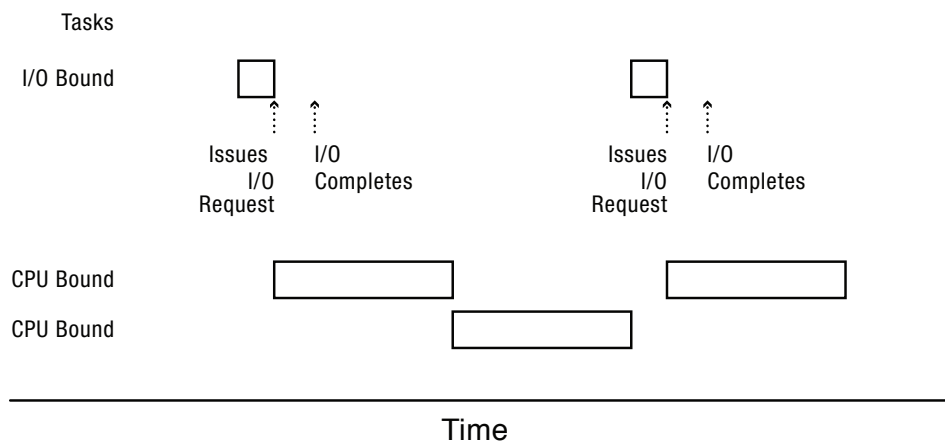 Tasks
I/O Bound
Issues I/O
I/O Completes
Request
Issues I/O
I/O Completes
Request
CPU Bound
CPU Bound
Time